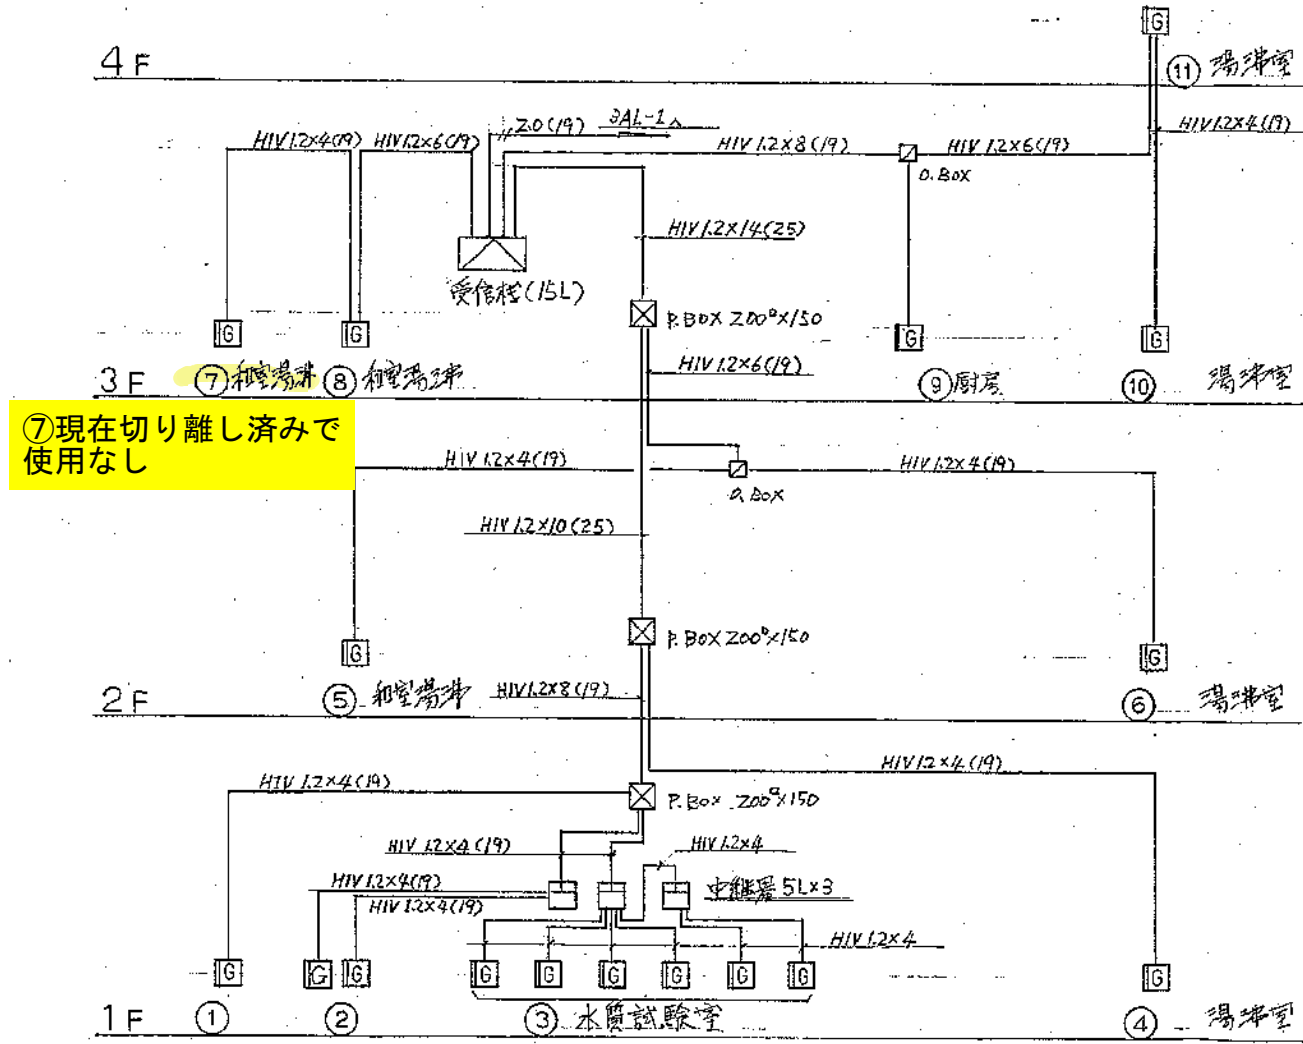 G
4F
⑪ 湯沸室
HIV 1.2×4(19)
HIV 1.2×6(19)
2.0(19)
3AL-1
HIV 1.2×8(19)
HIV 1.2×6(19)
HIV 1.2×4(19)
O.BOX
HIV 1.2×14(25)
受信機(15L)
P.BOX 200□×150
G
G
G
G
HIV 1.2×6(19)
3F
⑦和室湯沸
⑧ 和室湯沸
⑨厨房
⑩ 湯沸室
⑦現在切り離し済みで
使用なし
HIV 1.2×4(19)
HIV 1.2×4(19)
O.BOX
HIV 1.2×10(25)
P.BOX 200□×150
G
G
2F
⑤ 和室湯沸
HIV 1.2×8(19)
⑥ 湯沸室
HIV 1.2×4(19)
HIV 1.2×4(19)
P.BOX 200□×150
HIV 1.2×4(19)
HIV 1.2×4
HIV 1.2×4(19)
HIV 1.2×4(19)
中継器 5L×3
HIV 1.2×4
G
G
G
G
G
G
G
G
G
G
1F
①
②
③ 水質試験室
④ 湯沸室